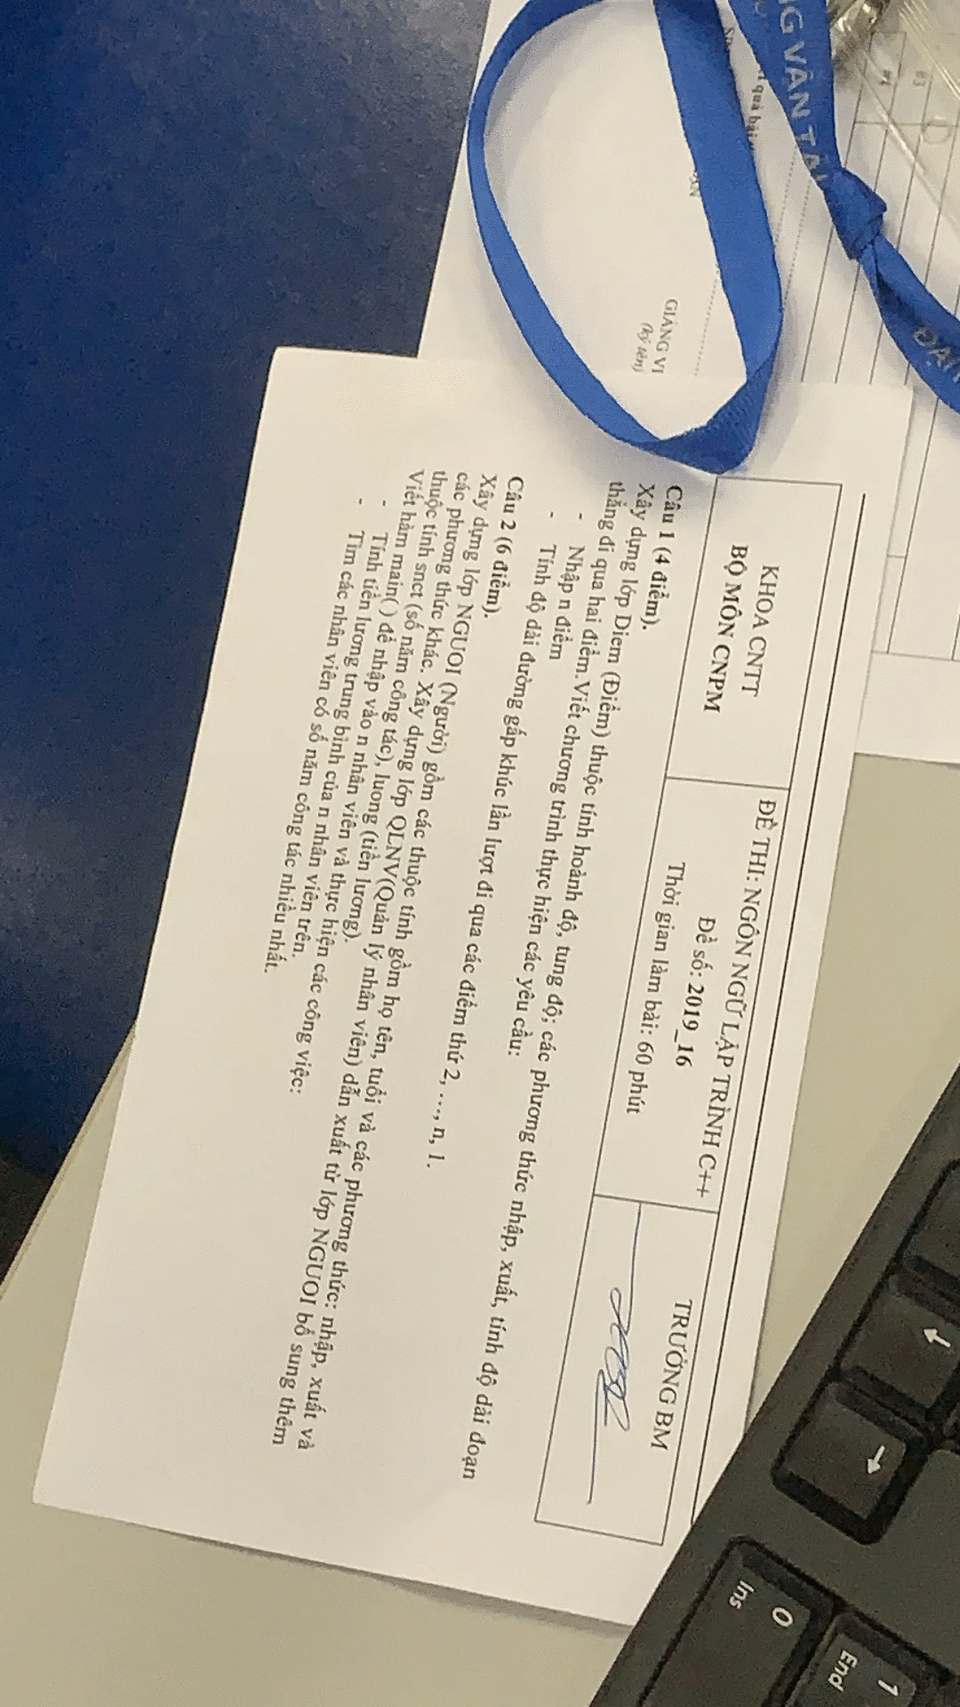 NG VẬN TẢI
ĐẠI
quả bài
#3
#4
GIẢNG VI
(ký tên)
KHOA CNTT
BỘ MÔN CNPM
ĐỀ THI: NGÔN NGỮ LẬP TRÌNH C++
Đề số: 2019_16
Thời gian làm bài: 60 phút
TRƯỞNG BM
Câu 1 (4 điểm).
Xây dựng lớp Diem (Điểm) thuộc tính hoành độ, tung độ; các phương thức nhập, xuất, tính độ dài đoạn
thẳng đi qua hai điểm.Viết chương trình thực hiện các yêu cầu:
- Nhập n điểm
- Tính độ dài đường gấp khúc lần lượt đi qua các điểm thứ 2, …, n, 1.
Câu 2 (6 điểm).
Xây dựng lớp NGUOI (Người) gồm các thuộc tính gồm họ tên, tuổi và các phương thức: nhập, xuất và
các phương thức khác. Xây dựng lớp QLNV(Quản lý nhân viên) dẫn xuất từ lớp NGUOI bổ sung thêm
thuộc tính snct (số năm công tác), luong (tiền lương).
Viết hàm main( ) để nhập vào n nhân viên và thực hiện các công việc:
- Tính tiền lương trung bình của n nhân viên trên.
- Tìm các nhân viên có số năm công tác nhiều nhất.
0
Ins
1
End